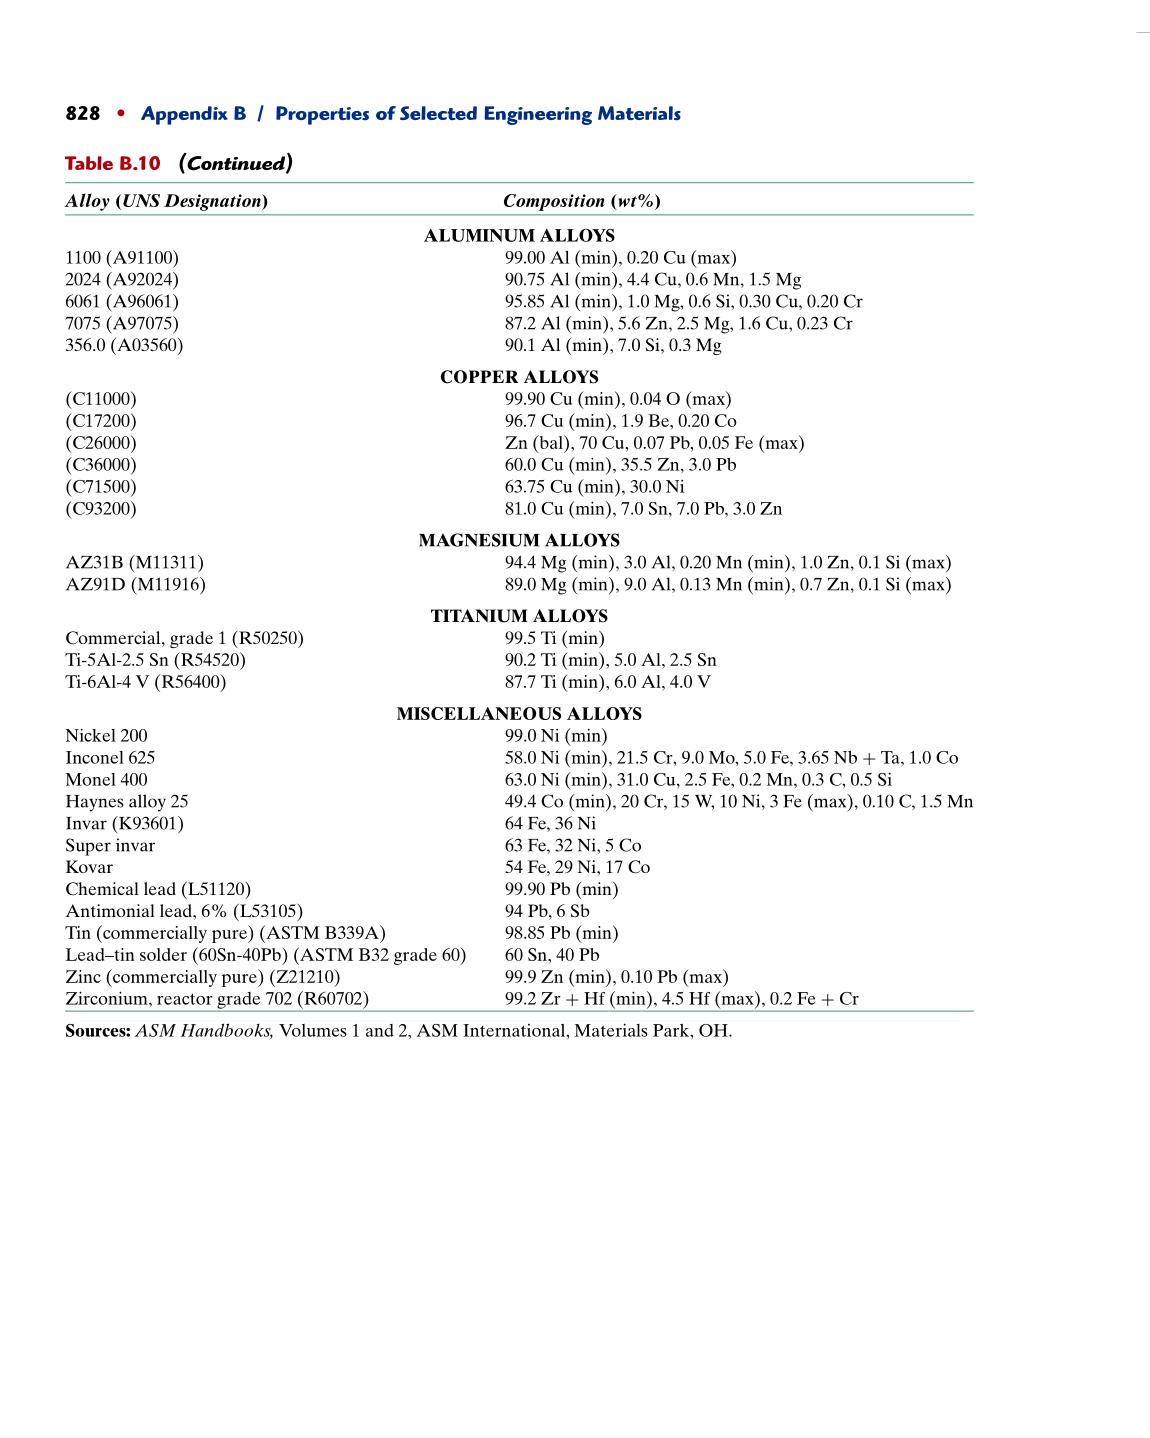 828 • Appendix B / Properties of Selected Engineering Materials
Table B.10 (Continued)
Alloy (UNS Designation) Composition (wt%)
ALUMINUM ALLOYS
1100 (A91100) 99.00 Al (min), 0.20 Cu (max)
2024 (A92024) 90.75 Al (min), 4.4 Cu, 0.6 Mn, 1.5 Mg
6061 (A96061) 95.85 Al (min), 1.0 Mg, 0.6 Si, 0.30 Cu, 0.20 Cr
7075 (A97075) 87.2 Al (min), 5.6 Zn, 2.5 Mg, 1.6 Cu, 0.23 Cr
356.0 (A03560) 90.1 Al (min), 7.0 Si, 0.3 Mg
COPPER ALLOYS
(C11000) 99.90 Cu (min), 0.04 O (max)
(C17200) 96.7 Cu (min), 1.9 Be, 0.20 Co
(C26000) Zn (bal), 70 Cu, 0.07 Pb, 0.05 Fe (max)
(C36000) 60.0 Cu (min), 35.5 Zn, 3.0 Pb
(C71500) 63.75 Cu (min), 30.0 Ni
(C93200) 81.0 Cu (min), 7.0 Sn, 7.0 Pb, 3.0 Zn
MAGNESIUM ALLOYS
AZ31B (M11311) 94.4 Mg (min), 3.0 Al, 0.20 Mn (min), 1.0 Zn, 0.1 Si (max)
AZ91D (M11916) 89.0 Mg (min), 9.0 Al, 0.13 Mn (min), 0.7 Zn, 0.1 Si (max)
TITANIUM ALLOYS
Commercial, grade 1 (R50250) 99.5 Ti (min)
Ti-5Al-2.5 Sn (R54520) 90.2 Ti (min), 5.0 Al, 2.5 Sn
Ti-6Al-4 V (R56400) 87.7 Ti (min), 6.0 Al, 4.0 V
MISCELLANEOUS ALLOYS
Nickel 200 99.0 Ni (min)
Inconel 625 58.0 Ni (min), 21.5 Cr, 9.0 Mo, 5.0 Fe, 3.65 Nb + Ta, 1.0 Co
Monel 400 63.0 Ni (min), 31.0 Cu, 2.5 Fe, 0.2 Mn, 0.3 C, 0.5 Si
Haynes alloy 25 49.4 Co (min), 20 Cr, 15 W, 10 Ni, 3 Fe (max), 0.10 C, 1.5 Mn
Invar (K93601) 64 Fe, 36 Ni
Super invar 63 Fe, 32 Ni, 5 Co
Kovar 54 Fe, 29 Ni, 17 Co
Chemical lead (L51120) 99.90 Pb (min)
Antimonial lead, 6% (L53105) 94 Pb, 6 Sb
Tin (commercially pure) (ASTM B339A) 98.85 Pb (min)
Lead–tin solder (60Sn-40Pb) (ASTM B32 grade 60) 60 Sn, 40 Pb
Zinc (commercially pure) (Z21210) 99.9 Zn (min), 0.10 Pb (max)
Zirconium, reactor grade 702 (R60702) 99.2 Zr + Hf (min), 4.5 Hf (max), 0.2 Fe + Cr
Sources: ASM Handbooks, Volumes 1 and 2, ASM International, Materials Park, OH.